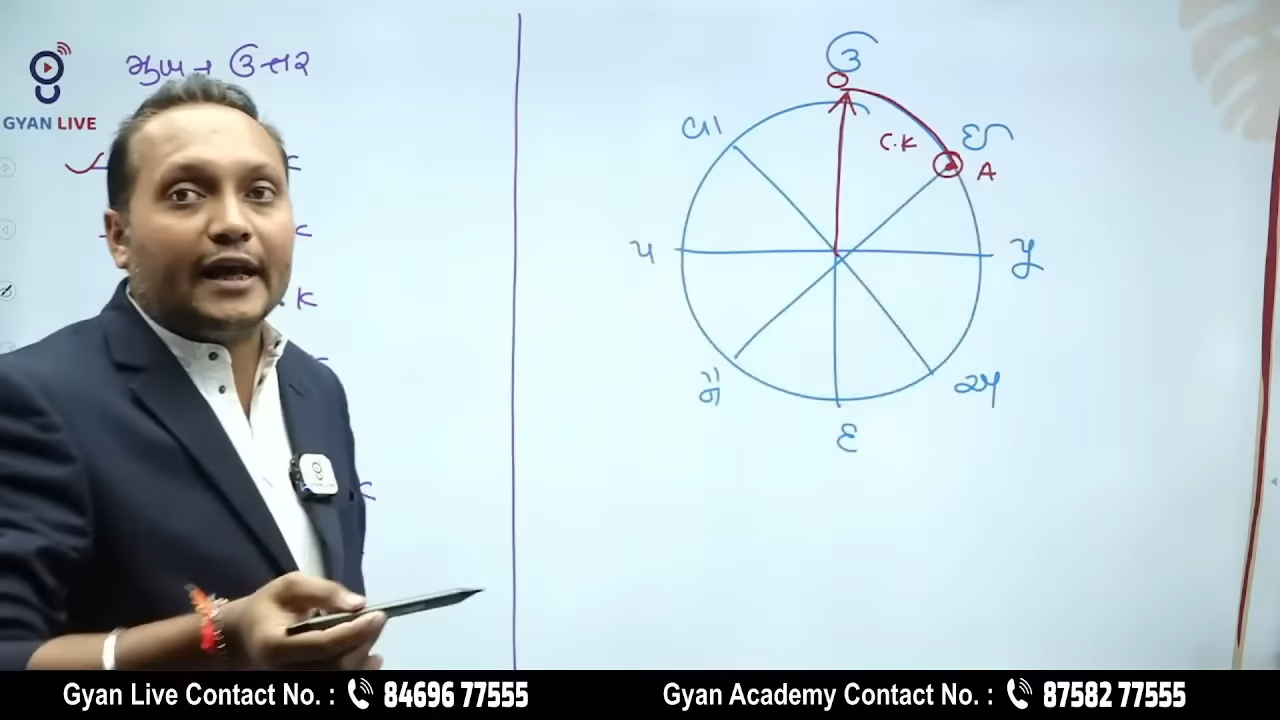 GYAN LIVE
મુખ → ઉત્તર
K
ઉ
વા
ઈ
C.K
A
પ
પૂ
નૈ
અ
દ
Gyan Live Contact No. : 84696 77555
Gyan Academy Contact No. : 87582 77555